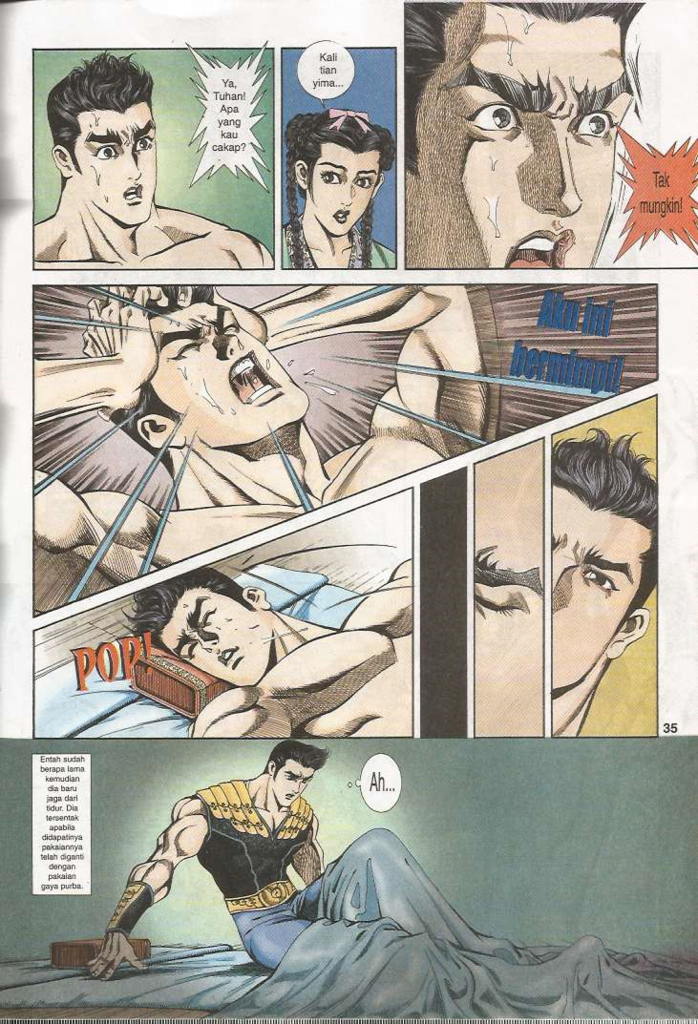 Ya,
Tuhan!
Apa
yang
kau
cakap?
Kali
tian
yima...
Tak
mungkin!
Aku ini
bermimpi!
POP!
35
Entah sudah
berapa lama
kemudian
dia baru
jaga dari
tidur. Dia
tersentak
apabila
didapatinya
pakaiannya
telah diganti
dengan
pakaian
gaya purba.
Ah...